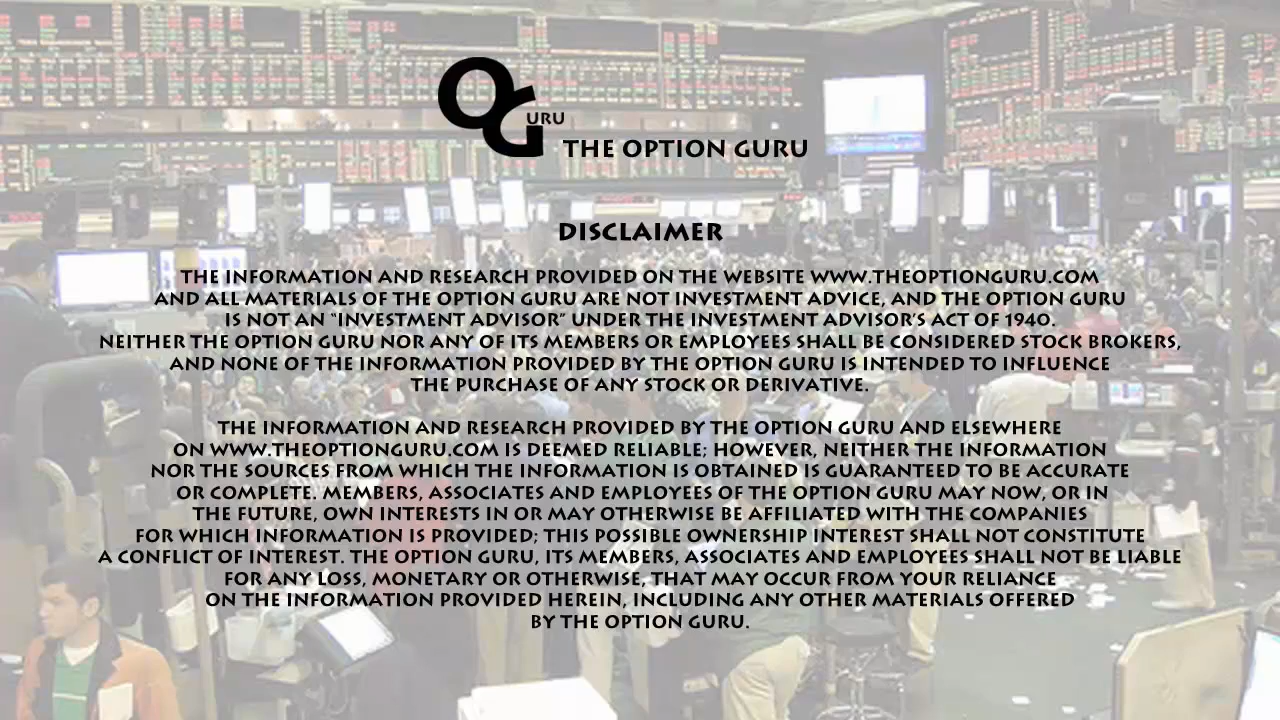 OG URU
THE OPTION GURU
DISCLAIMER
THE INFORMATION AND RESEARCH PROVIDED ON THE WEBSITE WWW.THEOPTIONGURU.COM
AND ALL MATERIALS OF THE OPTION GURU ARE NOT INVESTMENT ADVICE, AND THE OPTION GURU
IS NOT AN “INVESTMENT ADVISOR” UNDER THE INVESTMENT ADVISOR’S ACT OF 1940.
NEITHER THE OPTION GURU NOR ANY OF ITS MEMBERS OR EMPLOYEES SHALL BE CONSIDERED STOCK BROKERS,
AND NONE OF THE INFORMATION PROVIDED BY THE OPTION GURU IS INTENDED TO INFLUENCE
THE PURCHASE OF ANY STOCK OR DERIVATIVE.
THE INFORMATION AND RESEARCH PROVIDED BY THE OPTION GURU AND ELSEWHERE
ON WWW.THEOPTIONGURU.COM IS DEEMED RELIABLE; HOWEVER, NEITHER THE INFORMATION
NOR THE SOURCES FROM WHICH THE INFORMATION IS OBTAINED IS GUARANTEED TO BE ACCURATE
OR COMPLETE. MEMBERS, ASSOCIATES AND EMPLOYEES OF THE OPTION GURU MAY NOW, OR IN
THE FUTURE, OWN INTERESTS IN OR MAY OTHERWISE BE AFFILIATED WITH THE COMPANIES
FOR WHICH INFORMATION IS PROVIDED; THIS POSSIBLE OWNERSHIP INTEREST SHALL NOT CONSTITUTE
A CONFLICT OF INTEREST. THE OPTION GURU, ITS MEMBERS, ASSOCIATES AND EMPLOYEES SHALL NOT BE LIABLE
FOR ANY LOSS, MONETARY OR OTHERWISE, THAT MAY OCCUR FROM YOUR RELIANCE
ON THE INFORMATION PROVIDED HEREIN, INCLUDING ANY OTHER MATERIALS OFFERED
BY THE OPTION GURU.